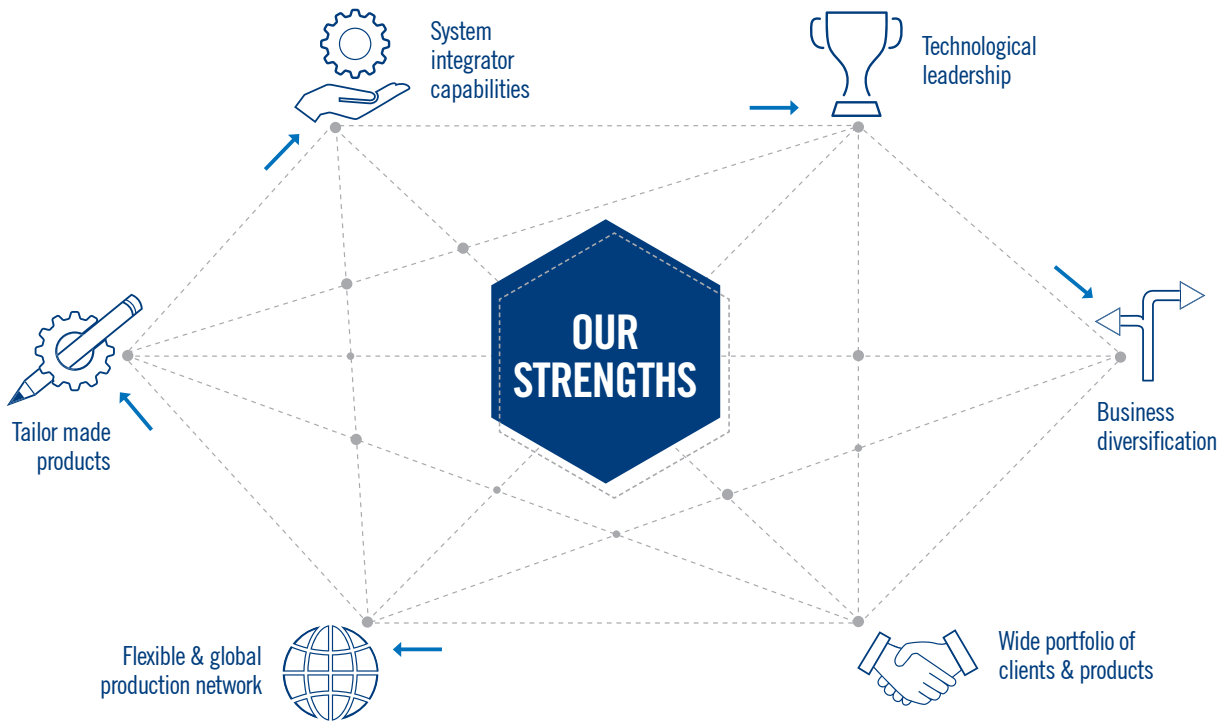 System
integrator
capabilities
Technological
leadership
OUR
STRENGTHS
Tailor made
products
Business
diversification
Flexible & global
production network
Wide portfolio of
clients & products